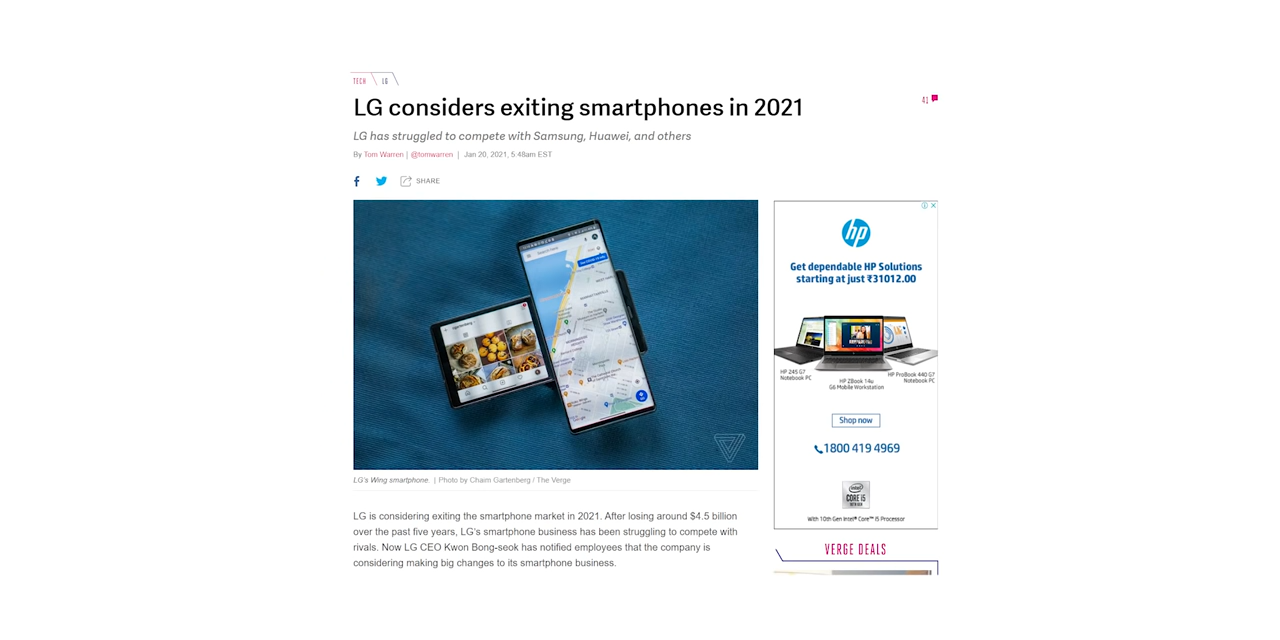 TECH
LG
LG considers exiting smartphones in 2021
41
LG has struggled to compete with Samsung, Huawei, and others
By Tom Warren | @tomwarren | Jan 20, 2021, 5:48am EST
SHARE
LG's Wing smartphone. | Photo by Chaim Gartenberg / The Verge
LG is considering exiting the smartphone market in 2021. After losing around $4.5 billion
over the past five years, LG's smartphone business has been struggling to compete with
rivals. Now LG CEO Kwon Bong-seok has notified employees that the company is
considering making big changes to its smartphone business.
hp
Get dependable HP Solutions
starting at just ₹31012.00
HP 245 G7
Notebook PC
HP ZBook 14u
G6 Mobile Workstation
HP ProBook 440 G7
Notebook PC
Shop now
1800 419 4969
intel
CORE i5
With 10th Gen Intel® Core™ i5 Processor
VERGE DEALS